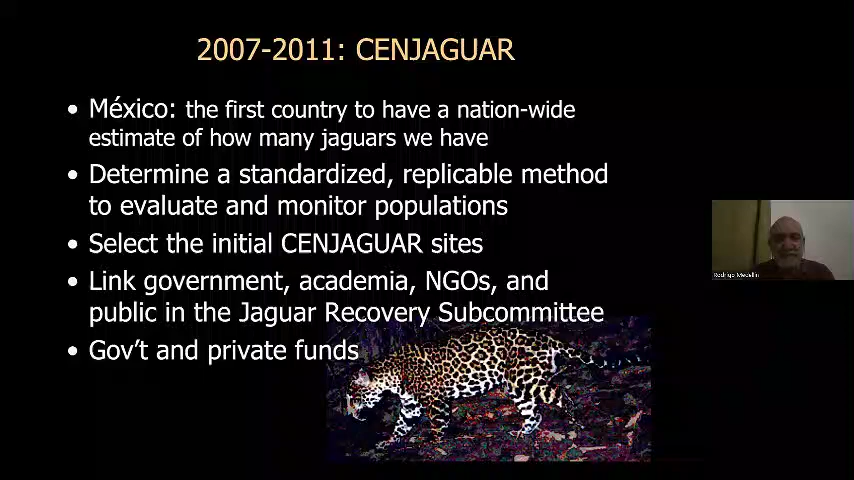 2007-2011: CENJAGUAR
• México: the first country to have a nation-wide
estimate of how many jaguars we have
• Determine a standardized, replicable method
to evaluate and monitor populations
• Select the initial CENJAGUAR sites
• Link government, academia, NGOs, and
public in the Jaguar Recovery Subcommittee
• Gov't and private funds
Rodrigo Medellín